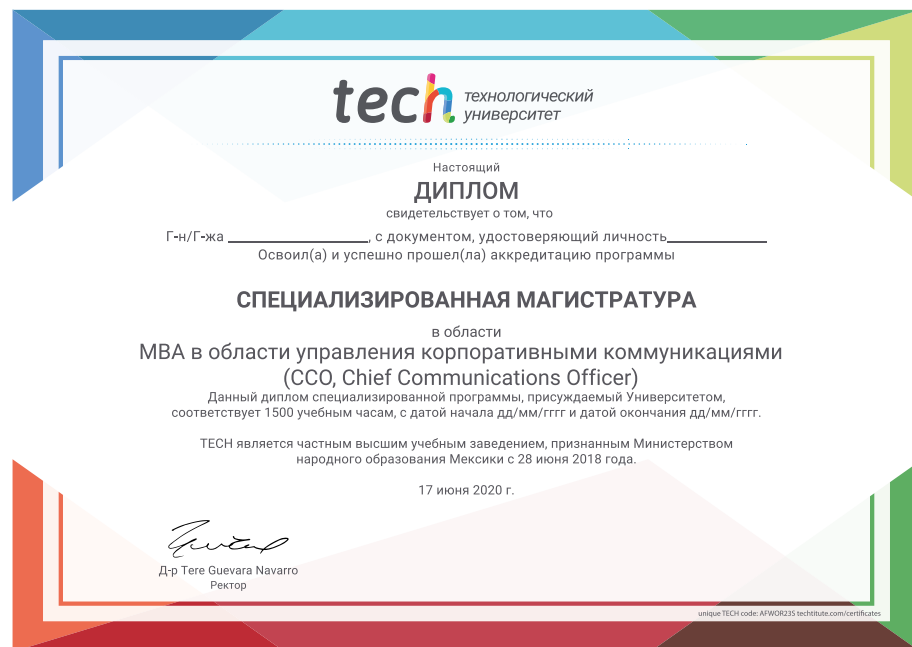 tech технологический
университет
Настоящий
ДИПЛОМ
свидетельствует о том, что
Г-н/Г-жа ____________________, с документом, удостоверяющий личность______________
Освоил(а) и успешно прошел(ла) аккредитацию программы
СПЕЦИАЛИЗИРОВАННАЯ МАГИСТРАТУРА
в области
MBA в области управления корпоративными коммуникациями
(CCO, Chief Communications Officer)
Данный диплом специализированной программы, присуждаемый Университетом,
соответствует 1500 учебным часам, с датой начала дд/мм/гггг и датой окончания дд/мм/гггг.
TECH является частным высшим учебным заведением, признанным Министерством
народного образования Мексики с 28 июня 2018 года.
17 июня 2020 г.
Д-р Tere Guevara Navarro
Ректор
unique TECH code: AFWOR23S techtitute.com/certificates